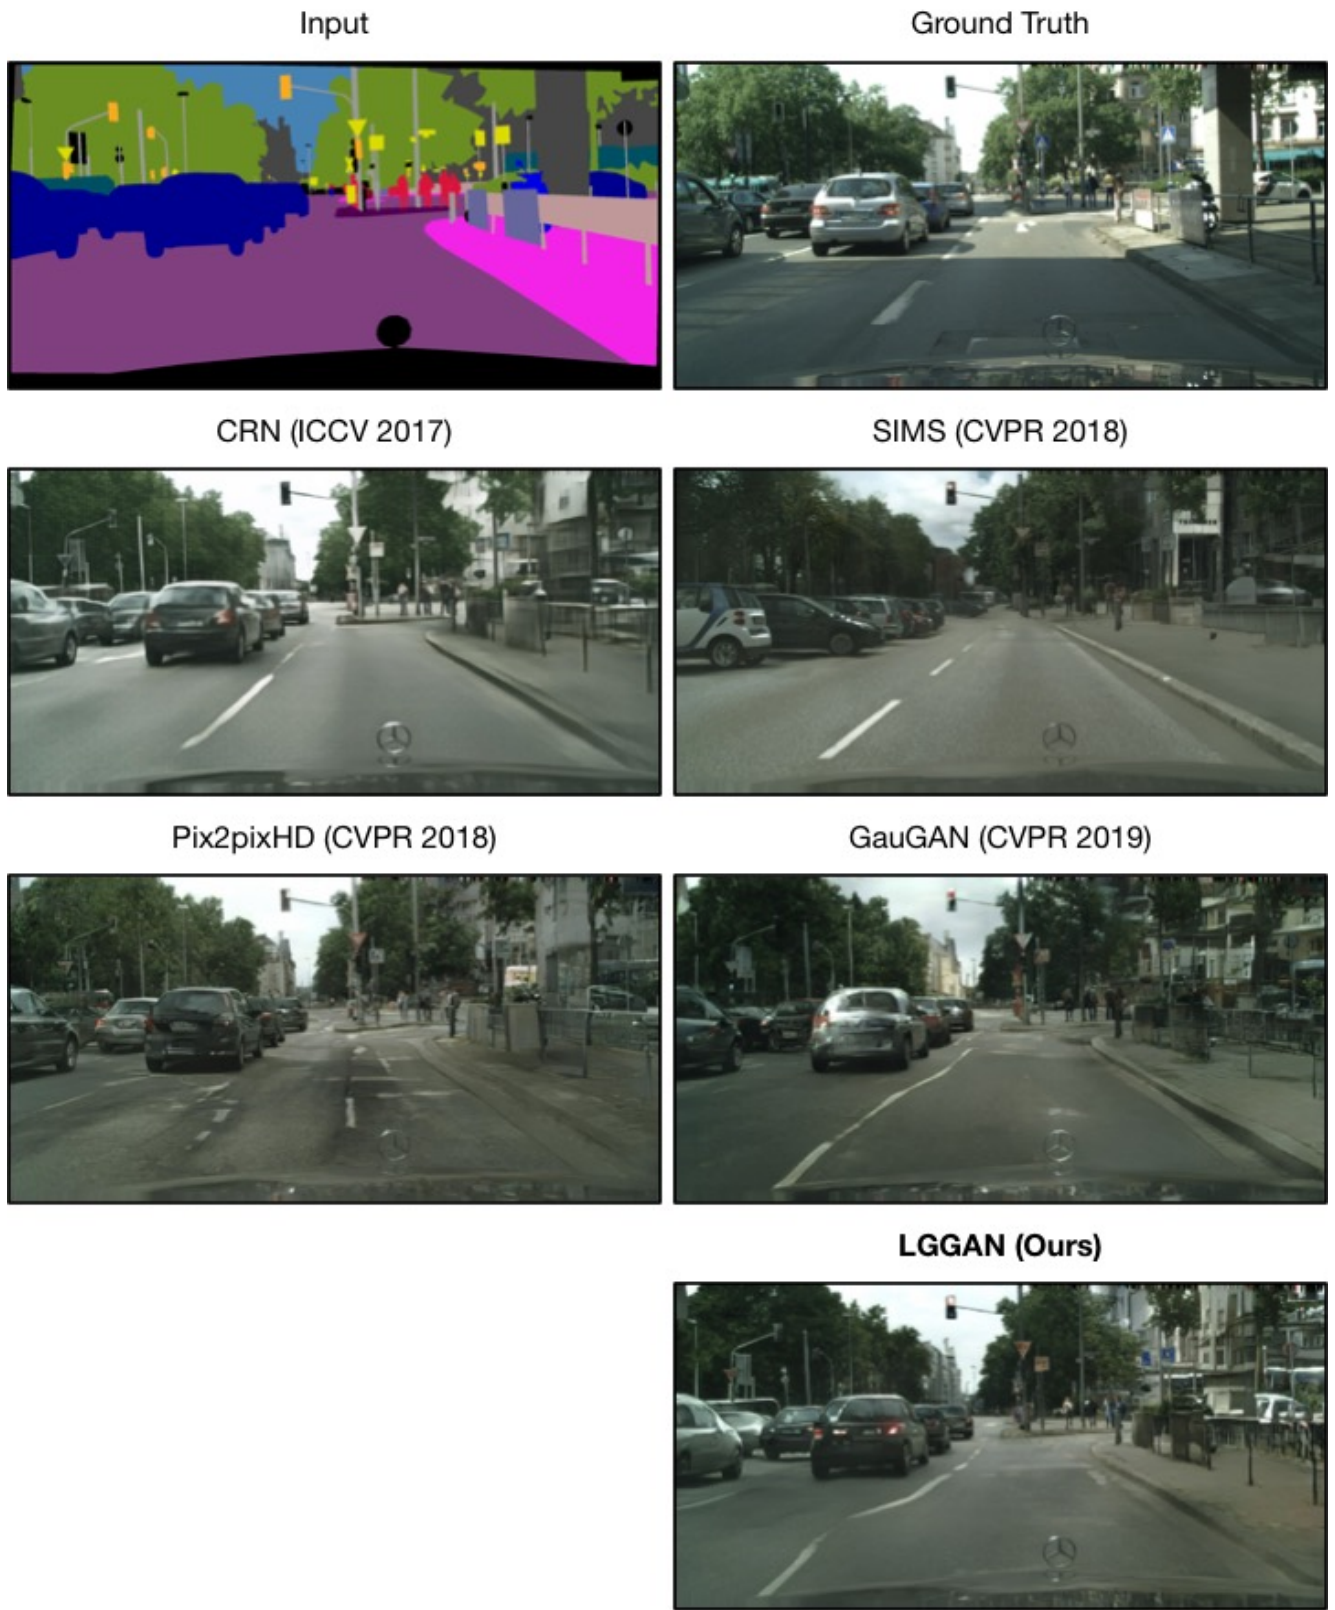 Input
Ground Truth
CRN (ICCV 2017)
SIMS (CVPR 2018)
Pix2pixHD (CVPR 2018)
GauGAN (CVPR 2019)
LGGAN (Ours)